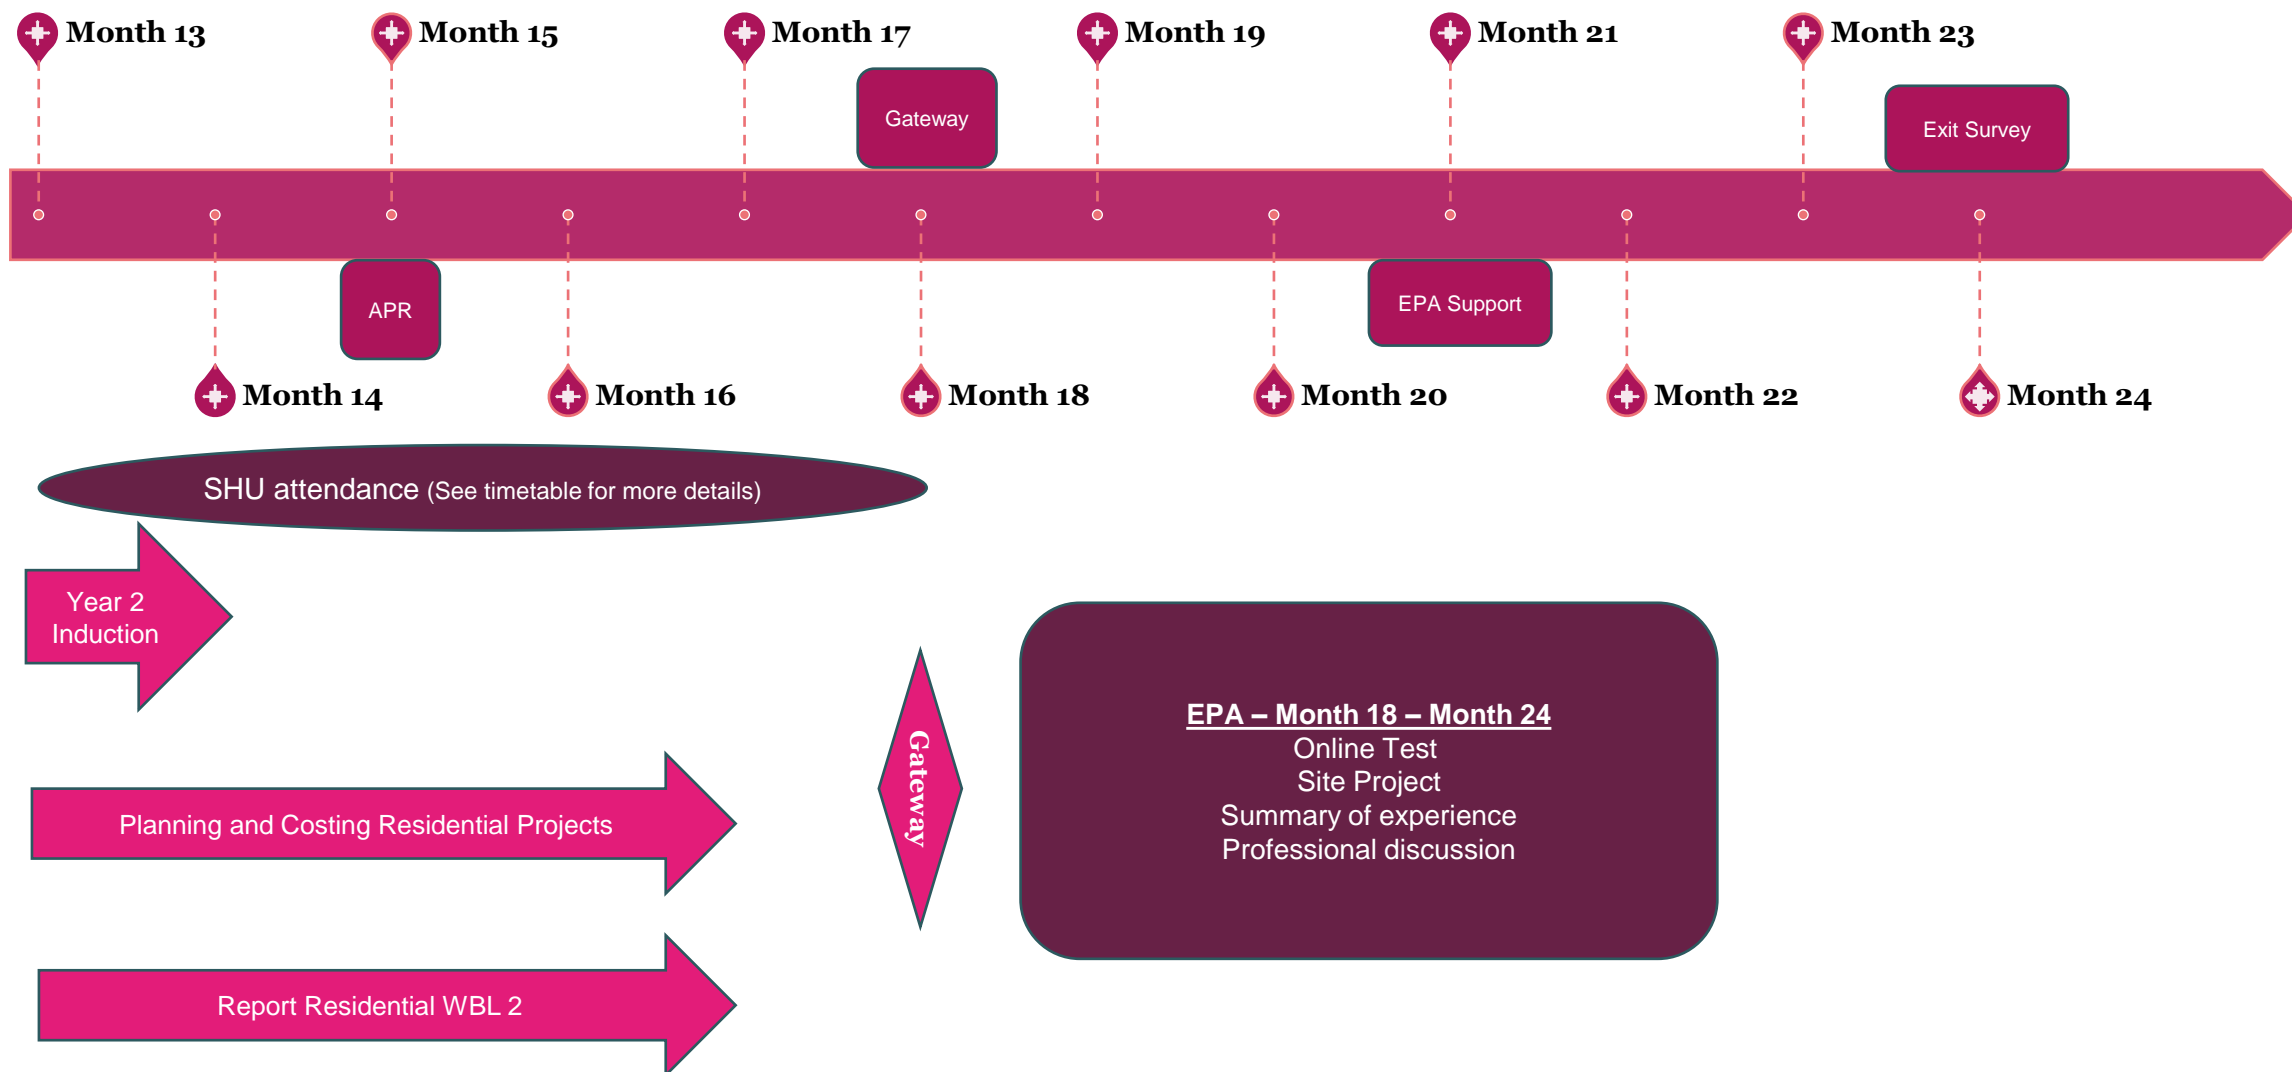 Month 13
Month 15
Month 17
Month 19
Month 21
Month 23
Gateway
Exit Survey
APR
EPA Support
Month 14
Month 16
Month 18
Month 20
Month 22
Month 24
SHU attendance (See timetable for more details)
Year 2
Induction
Gateway
EPA – Month 18 – Month 24
Online Test
Site Project
Summary of experience
Professional discussion
Planning and Costing Residential Projects
Report Residential WBL 2